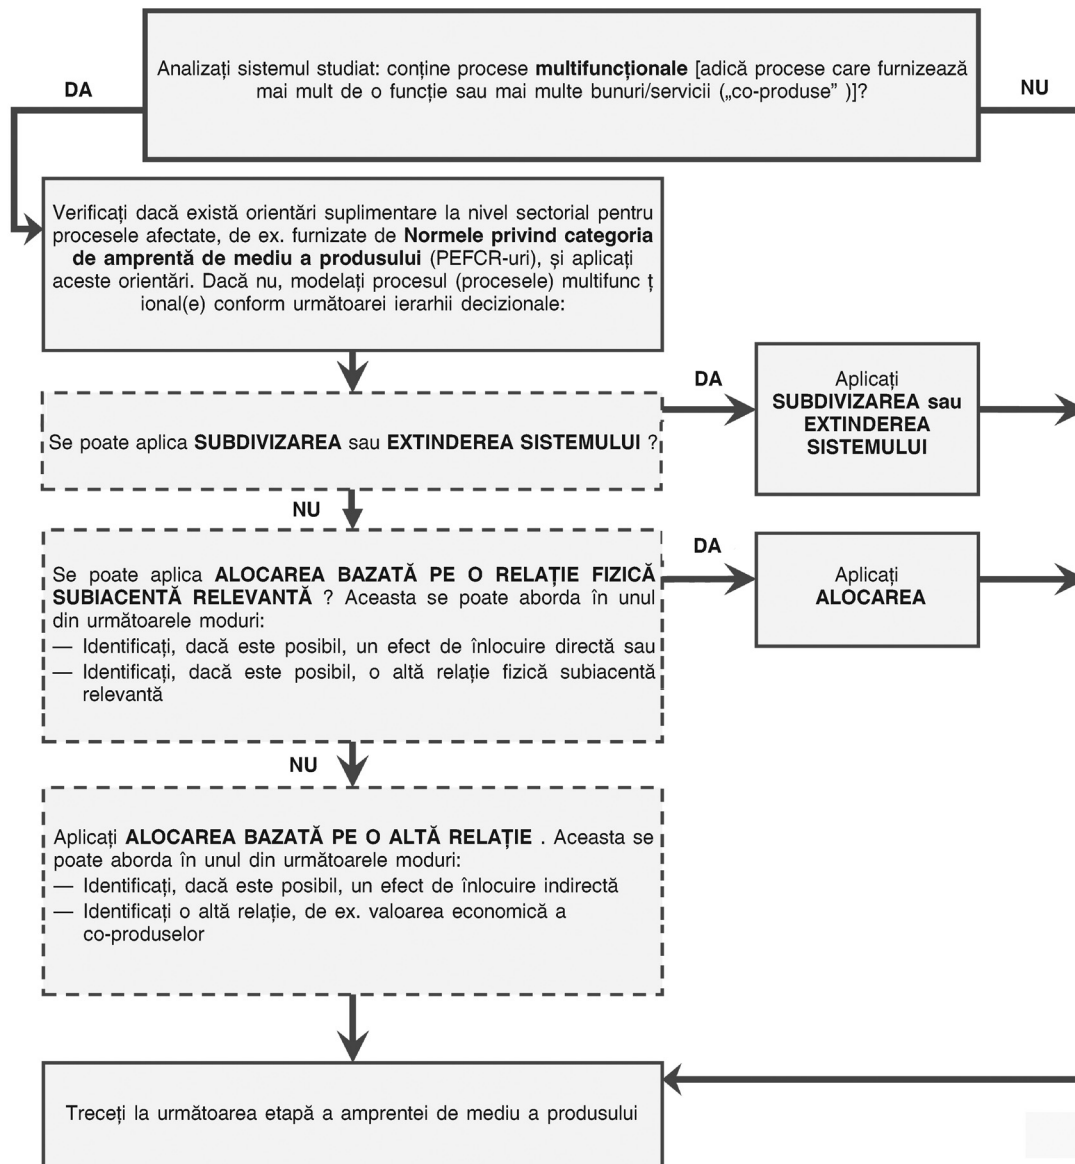 Analizați sistemul studiat: conține procese multifuncționale [adică procese care furnizează
mai mult de o funcție sau mai multe bunuri/servicii („co-produse” )]?
DA
NU
Verificați dacă există orientări suplimentare la nivel sectorial pentru
procesele afectate, de ex. furnizate de Normele privind categoria
de amprentă de mediu a produsului (PEFCR-uri), și aplicați
aceste orientări. Dacă nu, modelați procesul (procesele) multifunc ț
ional(e) conform următoarei ierarhii decizionale:
Se poate aplica SUBDIVIZAREA sau EXTINDEREA SISTEMULUI ?
DA
Aplicați
SUBDIVIZAREA sau
EXTINDEREA
SISTEMULUI
NU
Se poate aplica ALOCAREA BAZATĂ PE O RELAȚIE FIZICĂ
SUBIACENTĂ RELEVANTĂ ? Aceasta se poate aborda în unul
din următoarele moduri:
— Identificați, dacă este posibil, un efect de înlocuire directă sau
— Identificați, dacă este posibil, o altă relație fizică subiacentă
relevantă
DA
Aplicați
ALOCAREA
NU
Aplicați ALOCAREA BAZATĂ PE O ALTĂ RELAȚIE . Aceasta se
poate aborda în unul din următoarele moduri:
— Identificați, dacă este posibil, un efect de înlocuire indirectă
— Identificați o altă relație, de ex. valoarea economică a
co-produselor
Treceți la următoarea etapă a amprentei de mediu a produsului